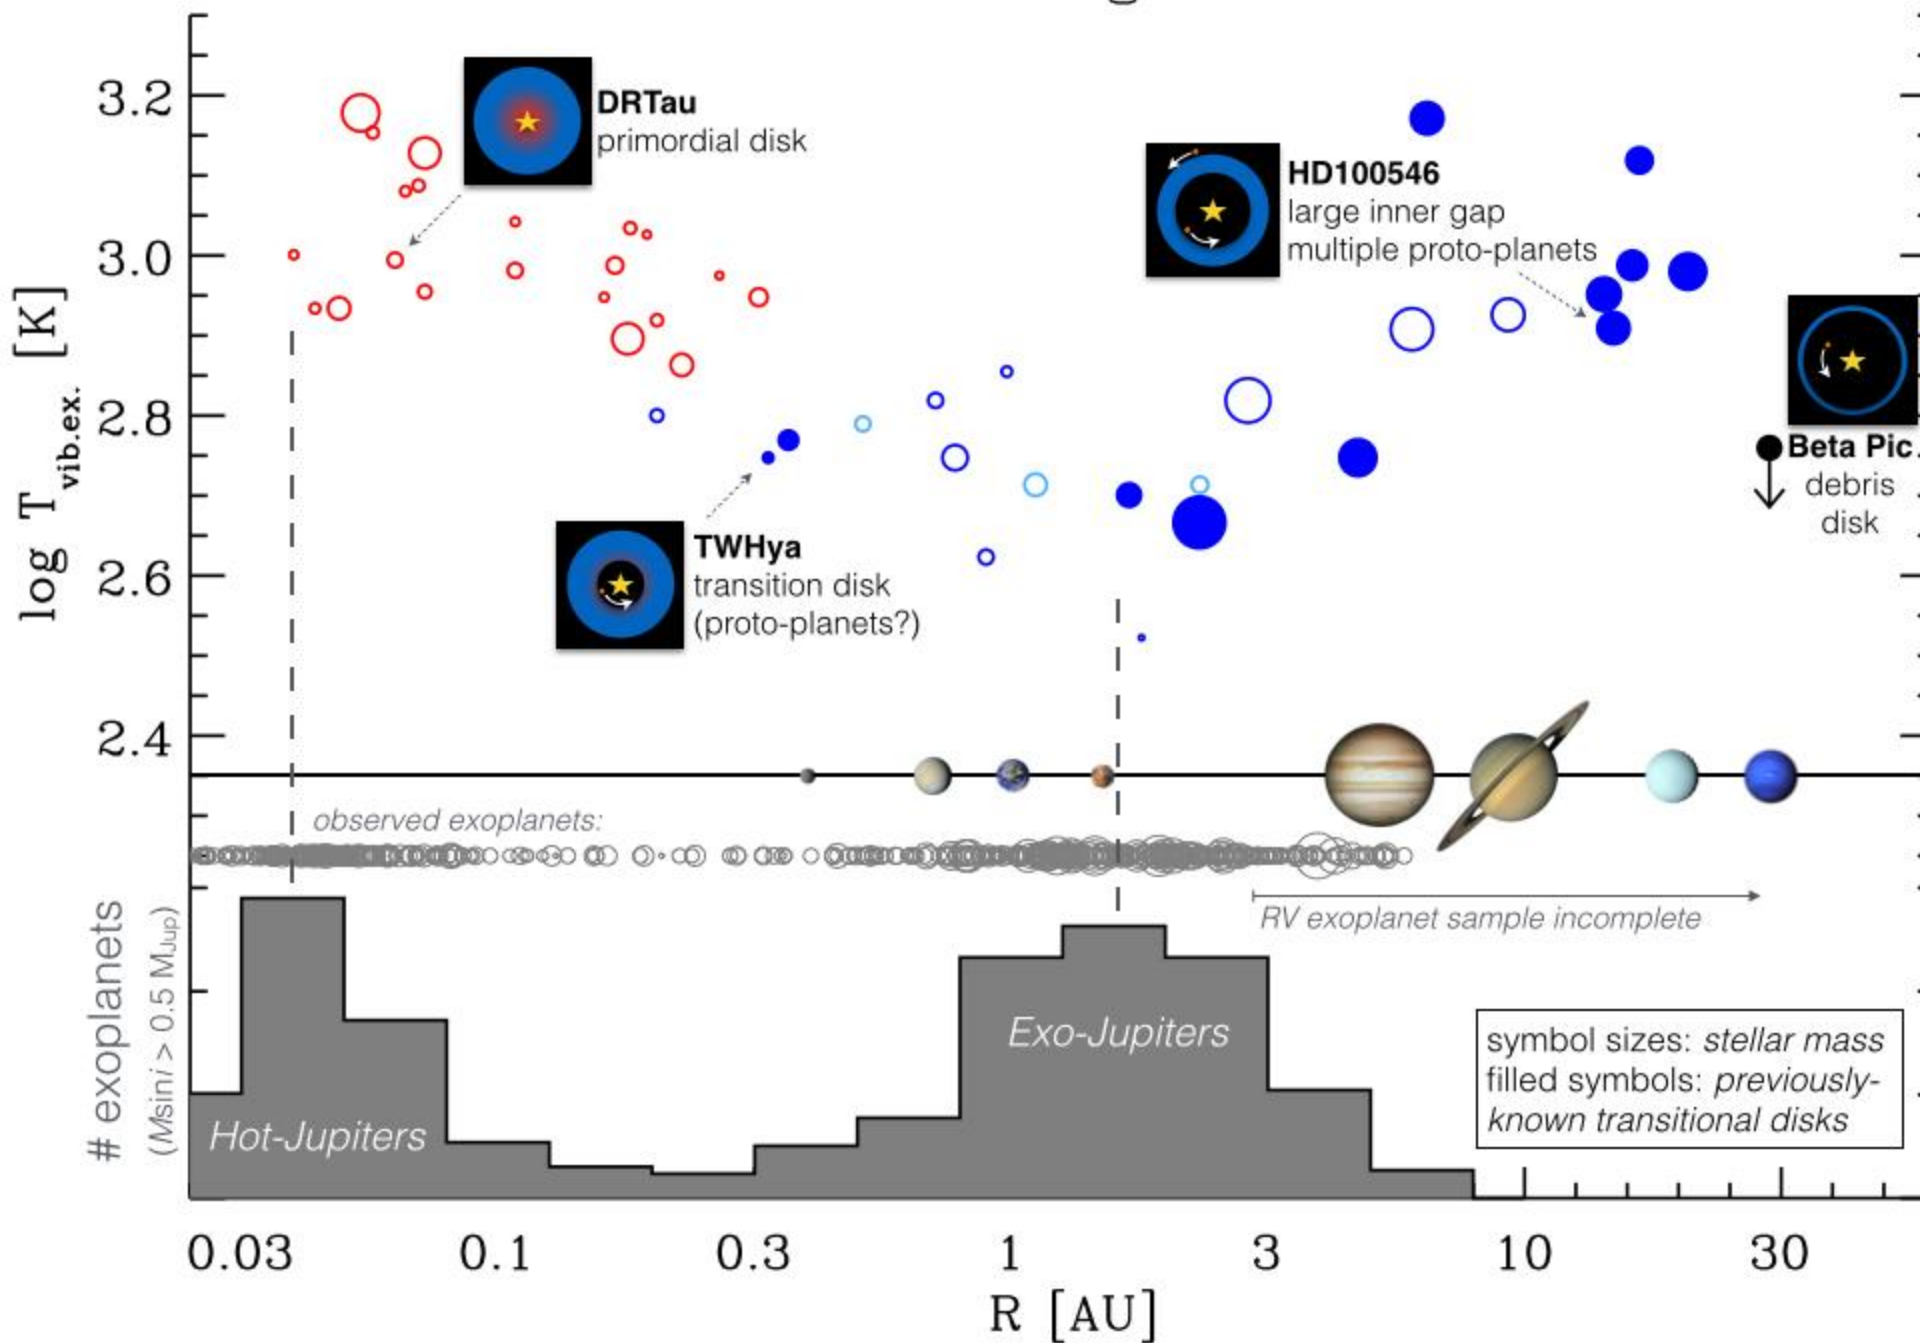 3.2
3.0
2.8
2.6
2.4
log T vib.ex. [K]
DRTau
primordial disk
HD100546
large inner gap
multiple proto-planets
Beta Pic.
debris
disk
TWHya
transition disk
(proto-planets?)
observed exoplanets:
RV exoplanet sample incomplete
# exoplanets
(Msini > 0.5 MJup)
Hot-Jupiters
Exo-Jupiters
symbol sizes: stellar mass
filled symbols: previously-
known transitional disks
0.03 0.1 0.3 1 3 10 30
R [AU]